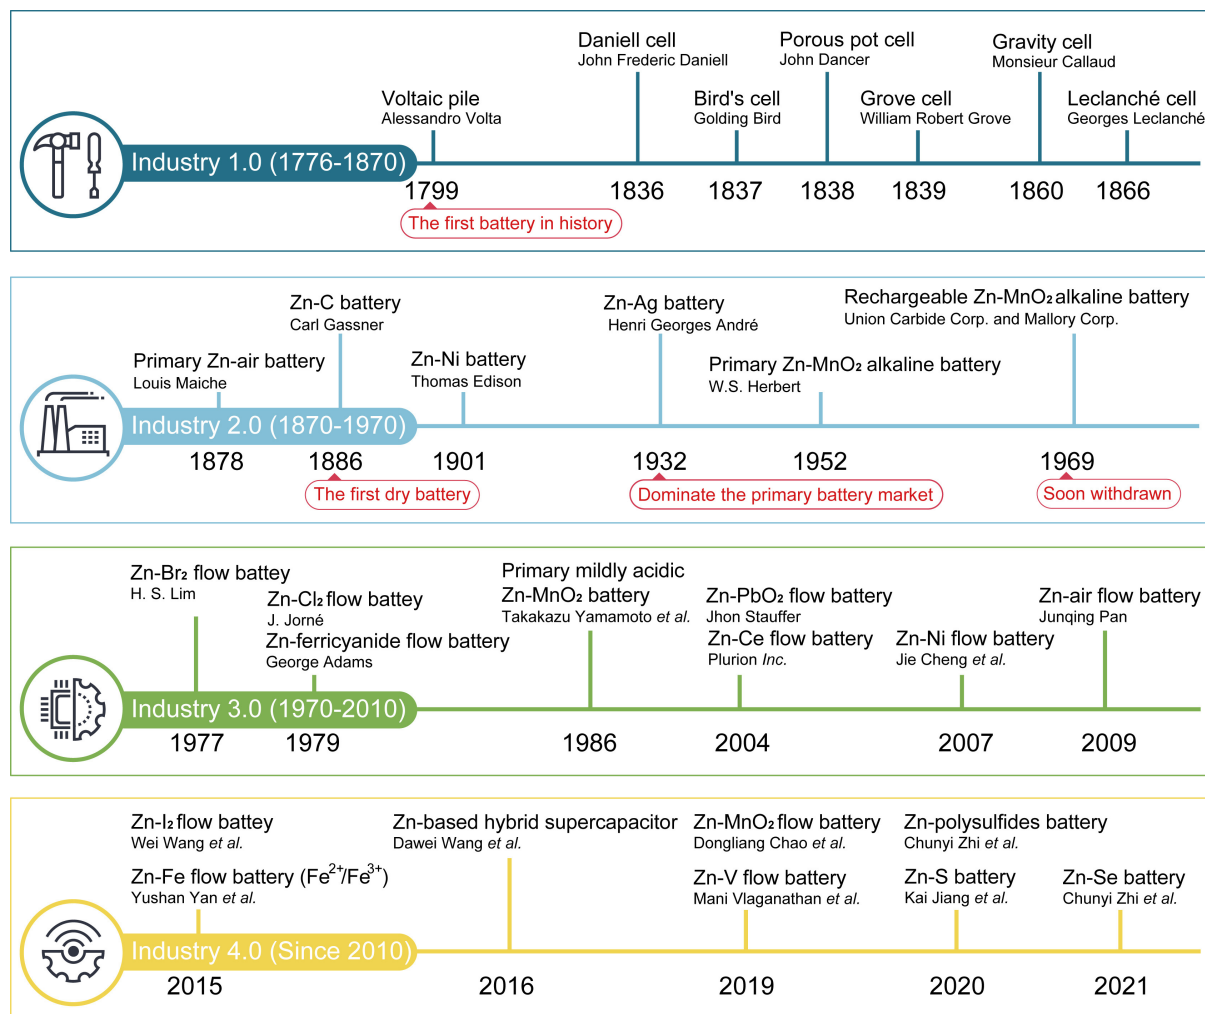 Daniell cell
John Frederic Daniell
Porous pot cell
John Dancer
Gravity cell
Monsieur Callaud
Voltaic pile
Alessandro Volta
Bird's cell
Golding Bird
Grove cell
William Robert Grove
Leclanché cell
Georges Leclanché
Industry 1.0 (1776-1870)
1799
1836
1837
1838
1839
1860
1866
The first battery in history
Zn-C battery
Carl Gassner
Zn-Ag battery
Henri Georges André
Rechargeable Zn-MnO₂ alkaline battery
Union Carbide Corp. and Mallory Corp.
Primary Zn-air battery
Louis Maiche
Zn-Ni battery
Thomas Edison
Primary Zn-MnO₂ alkaline battery
W.S. Herbert
Industry 2.0 (1870-1970)
1878
1886
1901
1932
1952
1969
The first dry battery
Dominate the primary battery market
Soon withdrawn
Zn-Br₂ flow battey
H. S. Lim
Zn-Cl₂ flow battey
J. Jorné
Zn-ferricyanide flow battery
George Adams
Primary mildly acidic
Zn-MnO₂ battery
Takakazu Yamamoto et al.
Zn-PbO₂ flow battery
Jhon Stauffer
Zn-Ce flow battery
Plurion Inc.
Zn-Ni flow battery
Jie Cheng et al.
Zn-air flow battery
Junqing Pan
Industry 3.0 (1970-2010)
1977
1979
1986
2004
2007
2009
Zn-I₂ flow battey
Wei Wang et al.
Zn-Fe flow battery (Fe²⁺/Fe³⁺)
Yushan Yan et al.
Zn-based hybrid supercapacitor
Dawei Wang et al.
Zn-MnO₂ flow battery
Dongliang Chao et al.
Zn-V flow battery
Mani Vlaganathan et al.
Zn-polysulfides battery
Chunyi Zhi et al.
Zn-S battery
Kai Jiang et al.
Zn-Se battery
Chunyi Zhi et al.
Industry 4.0 (Since 2010)
2015
2016
2019
2020
2021